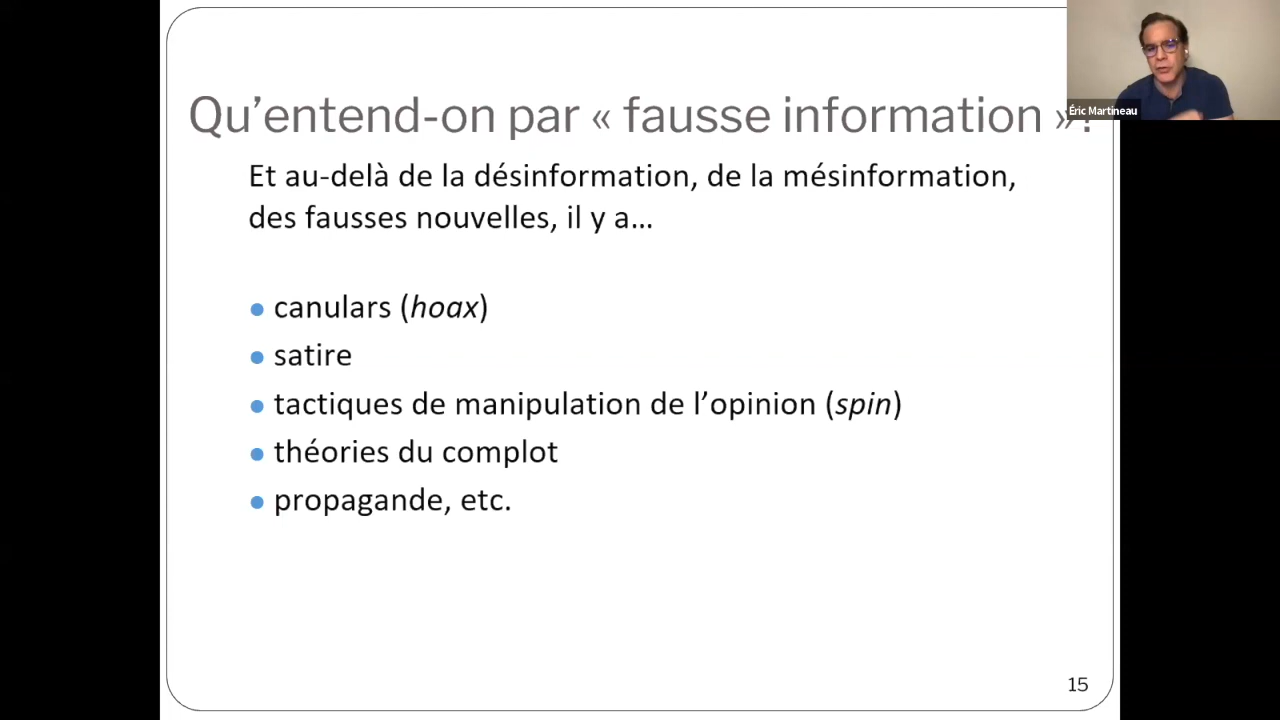 Qu’entend-on par « fausse information » ?
Éric Martineau
Et au-delà de la désinformation, de la mésinformation,
des fausses nouvelles, il y a…
canulars (hoax)
satire
tactiques de manipulation de l’opinion (spin)
théories du complot
propagande, etc.
15